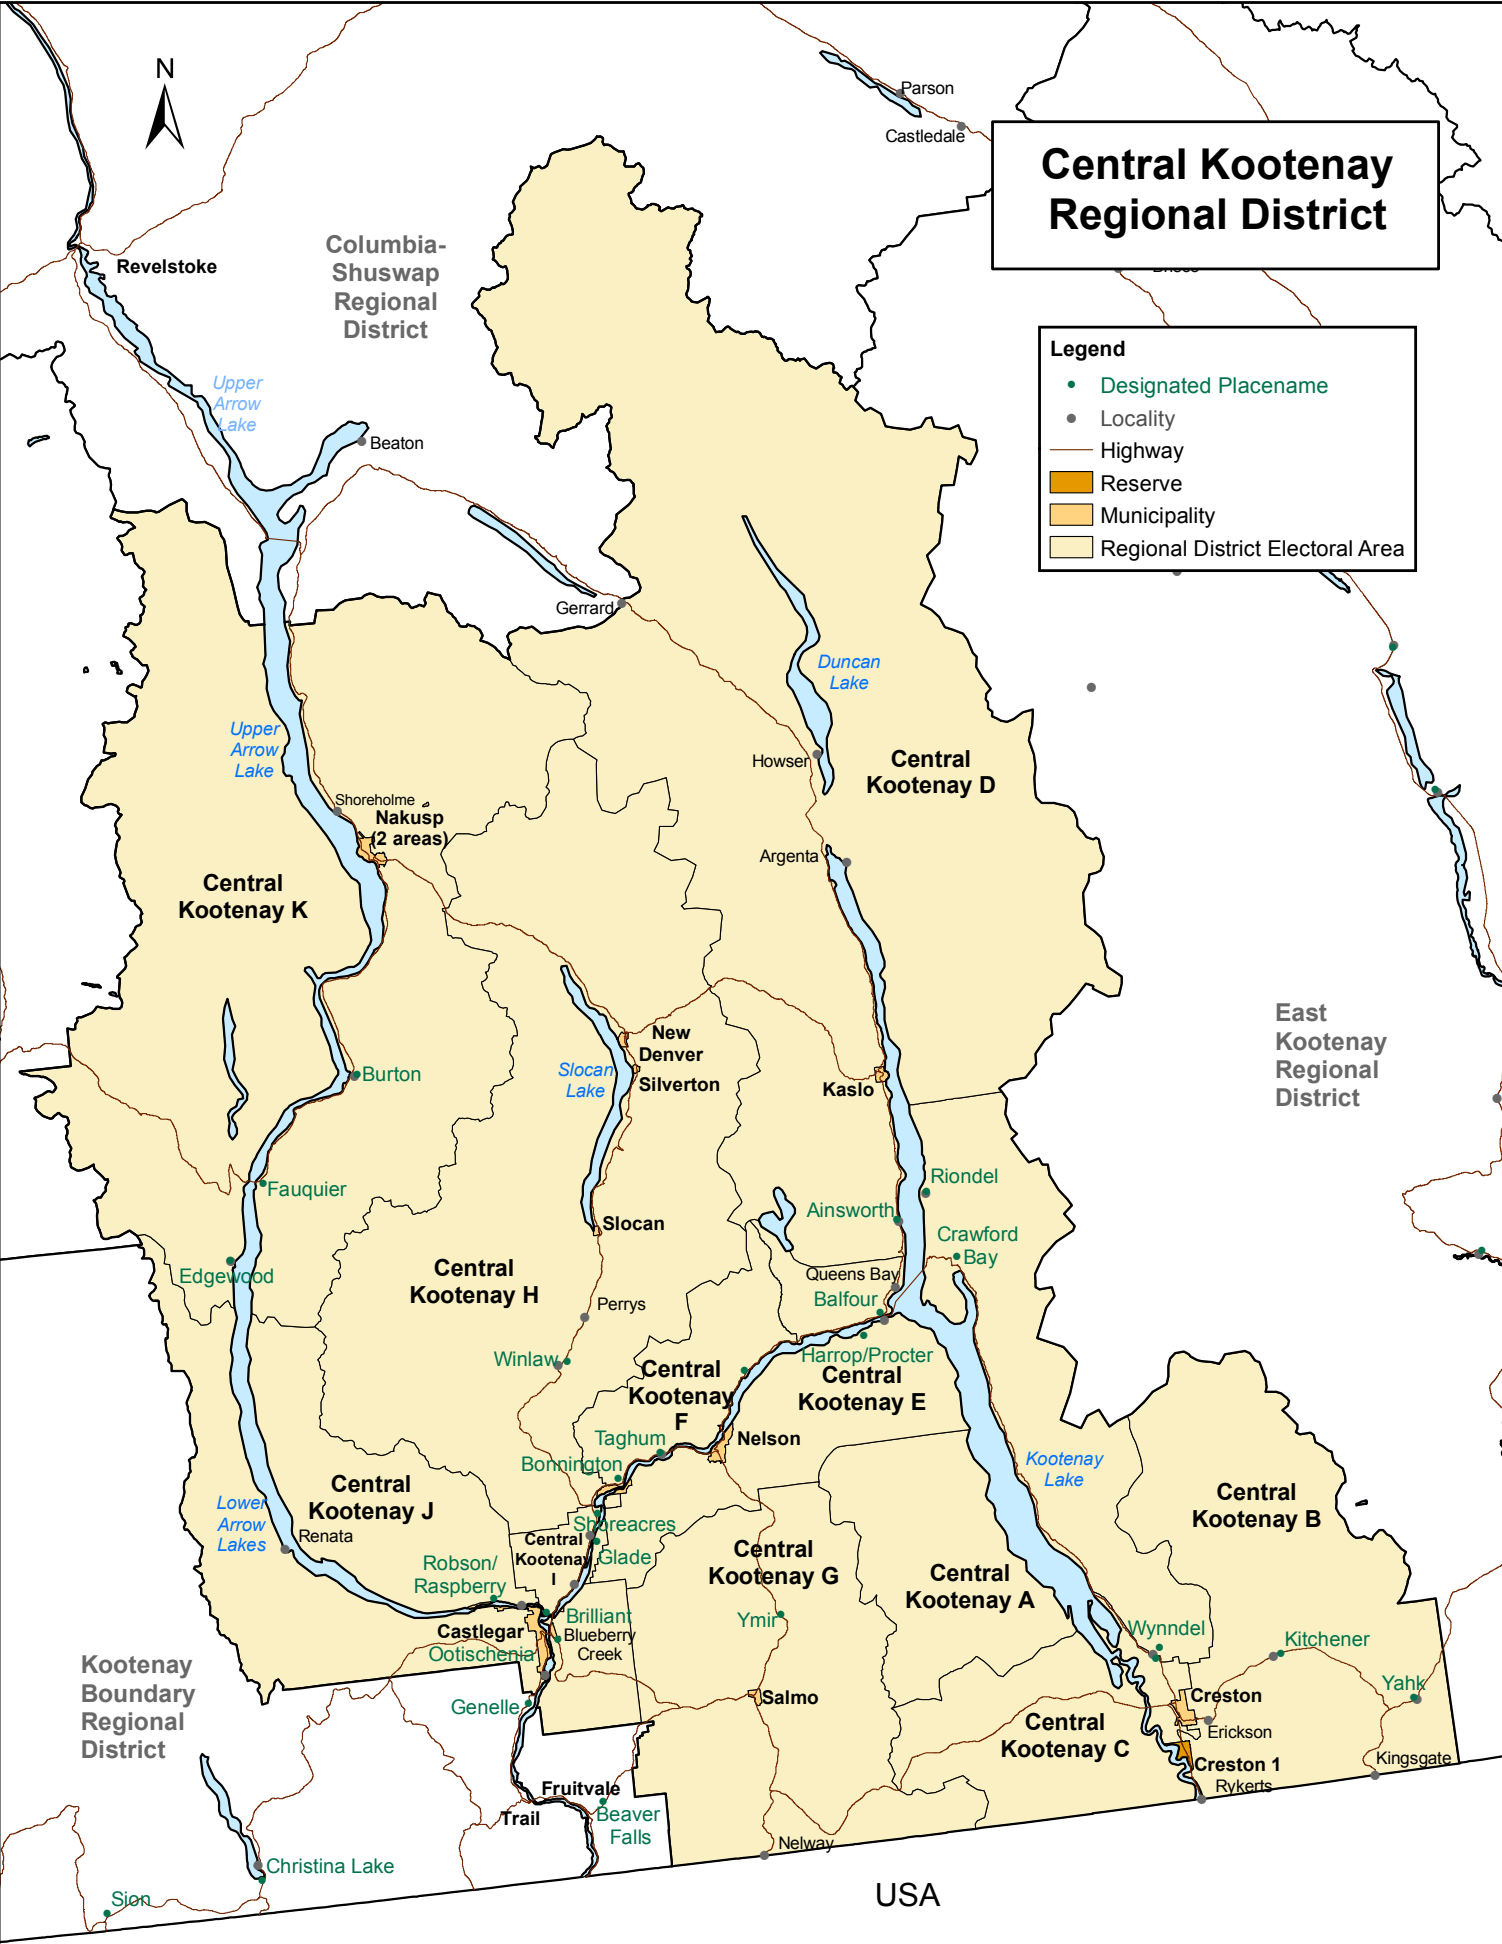 N
Parson
Castledale
Central Kootenay
Regional District
Columbia-
Shuswap
Regional
District
Revelstoke
Legend
Designated Placename
Locality
Highway
Reserve
Municipality
Regional District Electoral Area
Upper
Arrow
Lake
Beaton
Gerrard
Duncan
Lake
Upper
Arrow
Lake
Howser
Central
Kootenay D
Shoreholme
Nakusp
(2 areas)
Argenta
Central
Kootenay K
East
Kootenay
Regional
District
New
Denver
Silverton
Slocan
Lake
Burton
Kaslo
Fauquier
Riondel
Ainsworth
Slocan
Crawford
Bay
Edgewood
Central
Kootenay H
Queens Bay
Balfour
Perrys
Winlaw
Harrop/Procter
Central
Kootenay
F
Central
Kootenay E
Taghum
Nelson
Bonnington
Kootenay
Lake
Central
Kootenay J
Central
Kootenay B
Lower
Arrow
Lakes
Renata
Shoreacres
Central
Kootenay
I
Glade
Central
Kootenay G
Robson/
Raspberry
Central
Kootenay A
Ymir
Brilliant
Castlegar
Blueberry
Creek
Ootischenia
Wynndel
Kitchener
Kootenay
Boundary
Regional
District
Yahk
Genelle
Salmo
Creston
Erickson
Central
Kootenay C
Creston 1
Kingsgate
Rykerts
Fruitvale
Trail
Beaver
Falls
Nelway
Christina Lake
Sion
USA